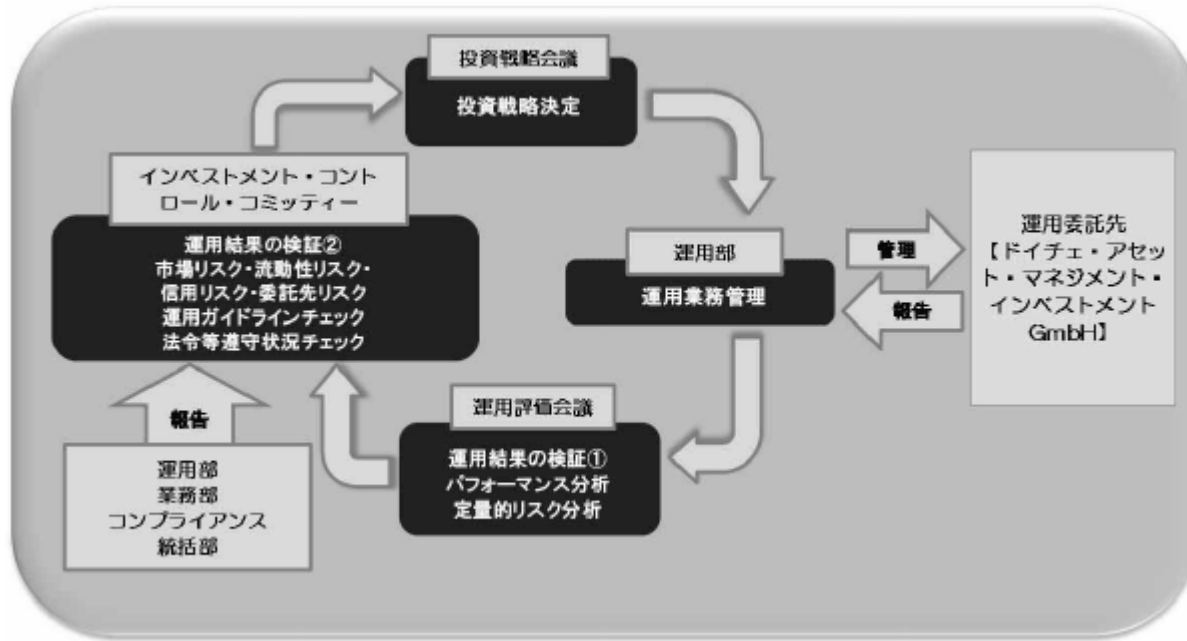 投資戦略会議
投資戦略決定
インベストメント・コント
ロール・コミッティー
運用結果の検証②
市場リスク・流動性リスク・
信用リスク・委託先リスク
運用ガイドラインチェック
法令等遵守状況チェック
運用部
運用業務管理
管理
報告
運用委託先
【ドイチェ・アセッ
ト・マネジメント・
インベストメント
GmbH】
運用評価会議
運用結果の検証①
パフォーマンス分析
定量的リスク分析
報告
運用部
業務部
コンプライアンス
統括部